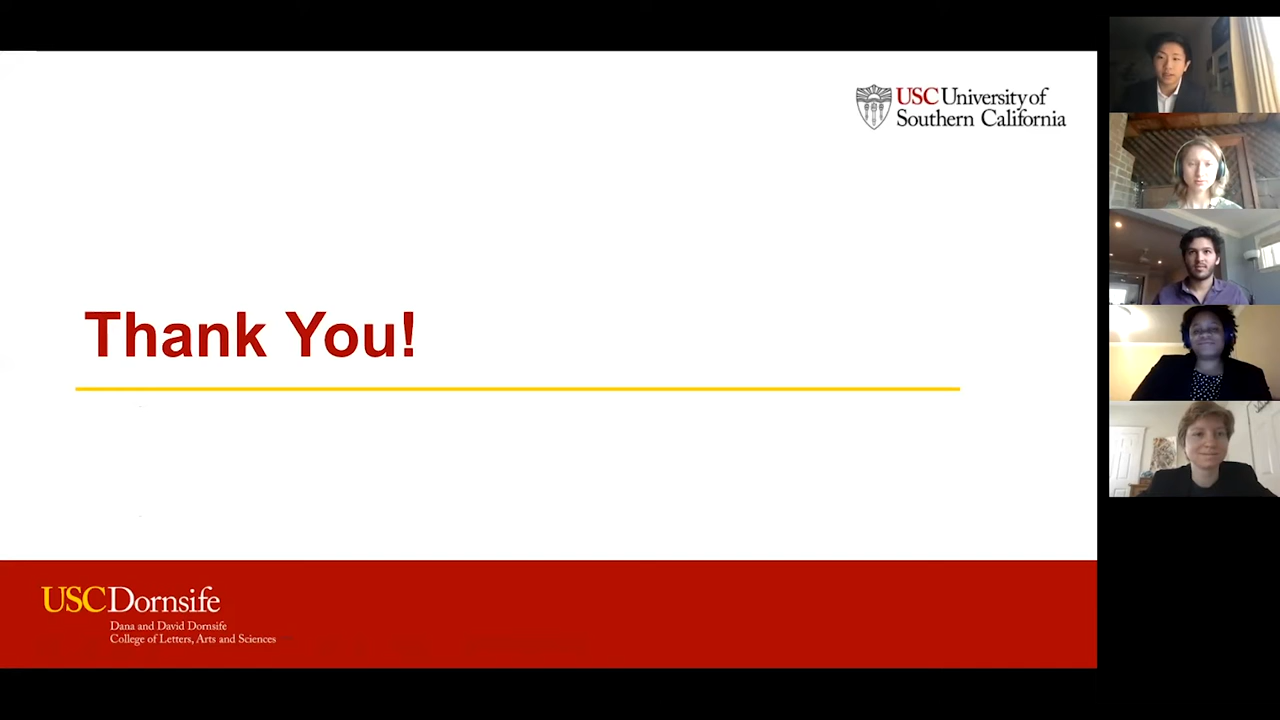 USC University of
Southern California
Thank You!
USC Dornsife
Dana and David Dornsife
College of Letters, Arts and Sciences